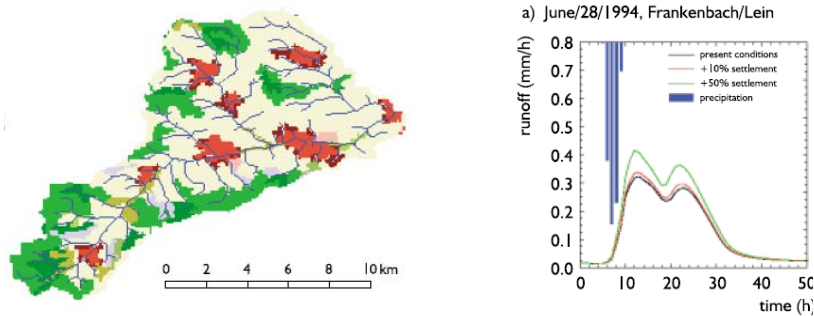 a) June/28/1994, Frankenbach/Lein
runoff (mm/h)
0.8
0.7
0.6
0.5
0.4
0.3
0.2
0.1
0.0
present conditions
+10% settlement
+50% settlement
precipitation
0 10 20 30 40 50
time (h)
0 2 4 6 8 10 km